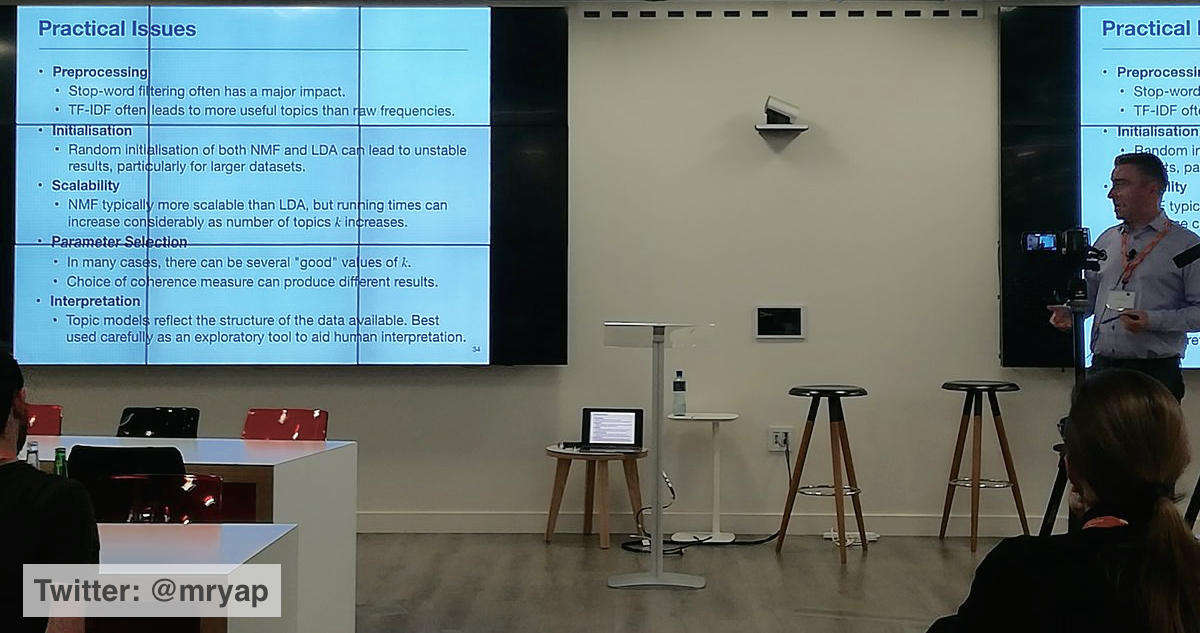 Practical Issues
• Preprocessing
• Stop-word filtering often has a major impact.
• TF-IDF often leads to more useful topics than raw frequencies.
• Initialisation
• Random initialisation of both NMF and LDA can lead to unstable
results, particularly for larger datasets.
• Scalability
• NMF typically more scalable than LDA, but running times can
increase considerably as number of topics k increases.
• Parameter Selection
• In many cases, there can be several "good" values of k.
• Choice of coherence measure can produce different results.
• Interpretation
• Topic models reflect the structure of the data available. Best
used carefully as an exploratory tool to aid human interpretation.
34
Practical
• Preprocessin
• Stop-word
• TF-IDF ofte
• Initialisation
Random in
ts, pa
lity
typic
Twitter: @mryap